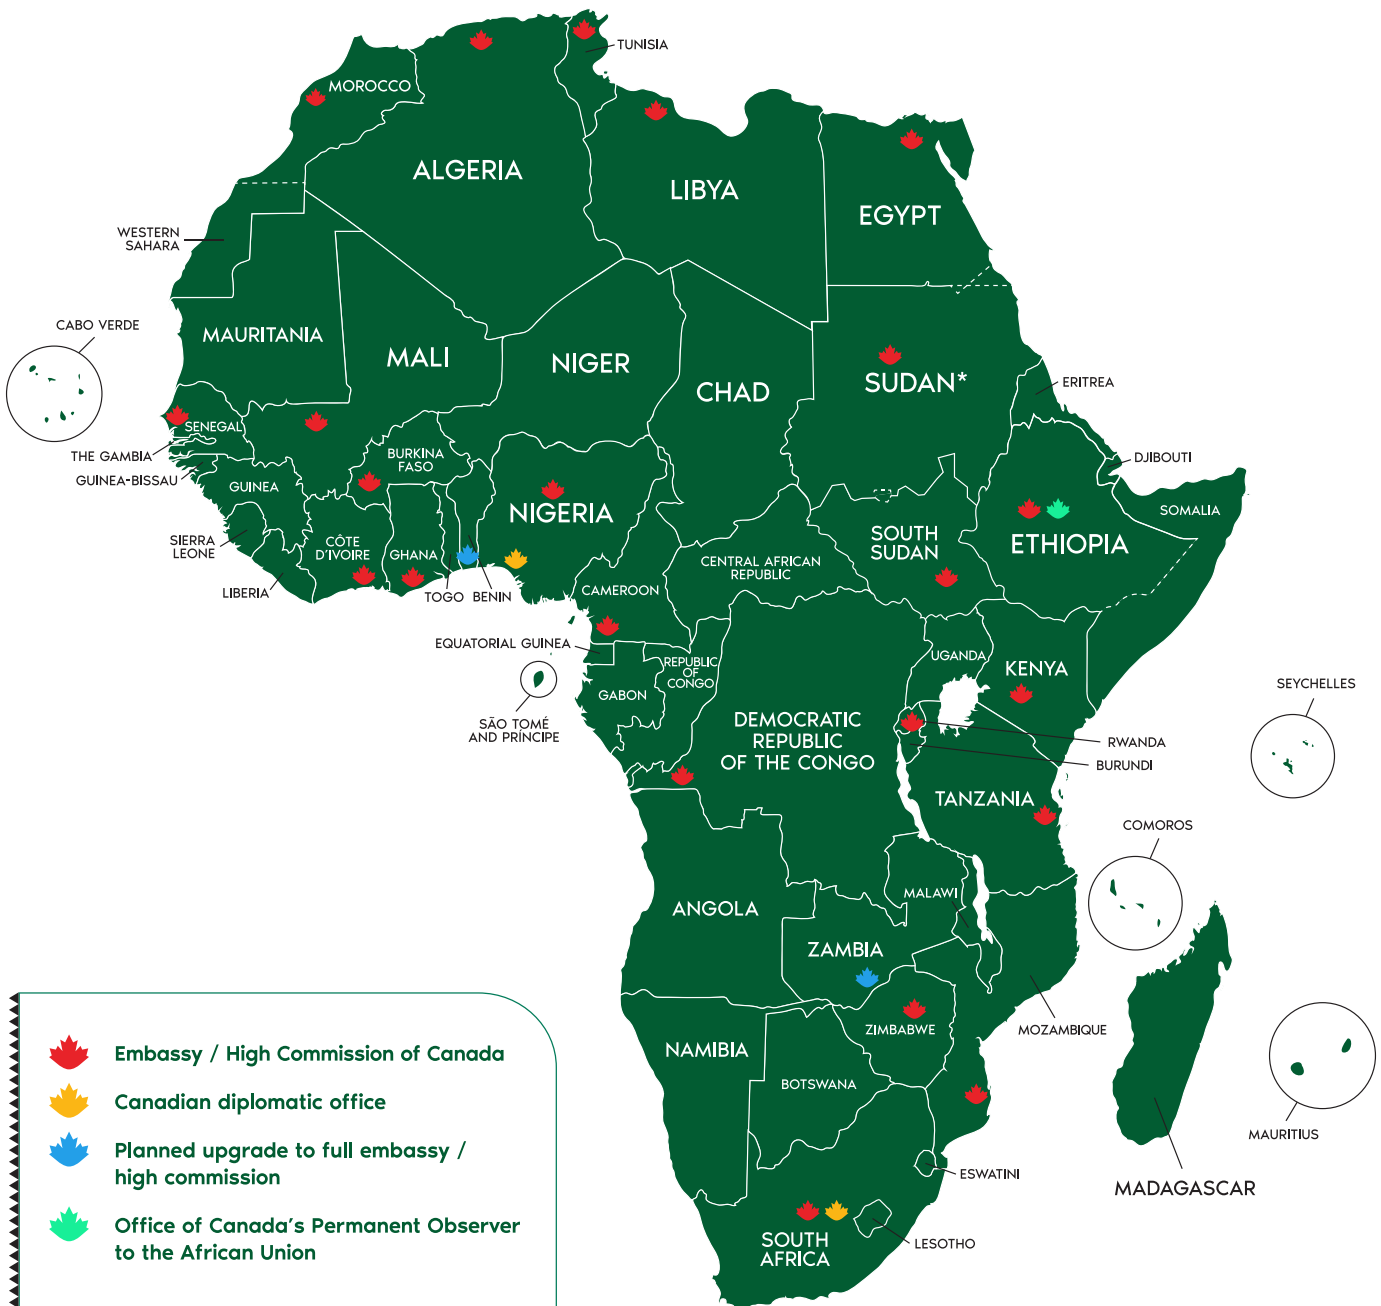 TUNISIA
MOROCCO
ALGERIA
LIBYA
EGYPT
WESTERN
SAHARA
CABO VERDE
MAURITANIA
MALI
NIGER
CHAD
SUDAN*
ERITREA
SENEGAL
THE GAMBIA
GUINEA-BISSAU
GUINEA
BURKINA
FASO
NIGERIA
DJIBOUTI
SOMALIA
ETHIOPIA
SOUTH
SUDAN
SIERRA
LEONE
CÔTE
D'IVOIRE
GHANA
LIBERIA
TOGO
BENIN
CENTRAL AFRICAN
REPUBLIC
CAMEROON
EQUATORIAL GUINEA
REPUBLIC
OF
CONGO
GABON
UGANDA
KENYA
SÃO TOMÉ
AND PRÍNCIPE
DEMOCRATIC
REPUBLIC
OF THE CONGO
RWANDA
BURUNDI
SEYCHELLES
TANZANIA
COMOROS
ANGOLA
MALAWI
ZAMBIA
MOZAMBIQUE
ZIMBABWE
NAMIBIA
BOTSWANA
MAURITIUS
ESWATINI
MADAGASCAR
SOUTH
AFRICA
LESOTHO
Embassy / High Commission of Canada
Canadian diplomatic office
Planned upgrade to full embassy /
high commission
Office of Canada's Permanent Observer
to the African Union